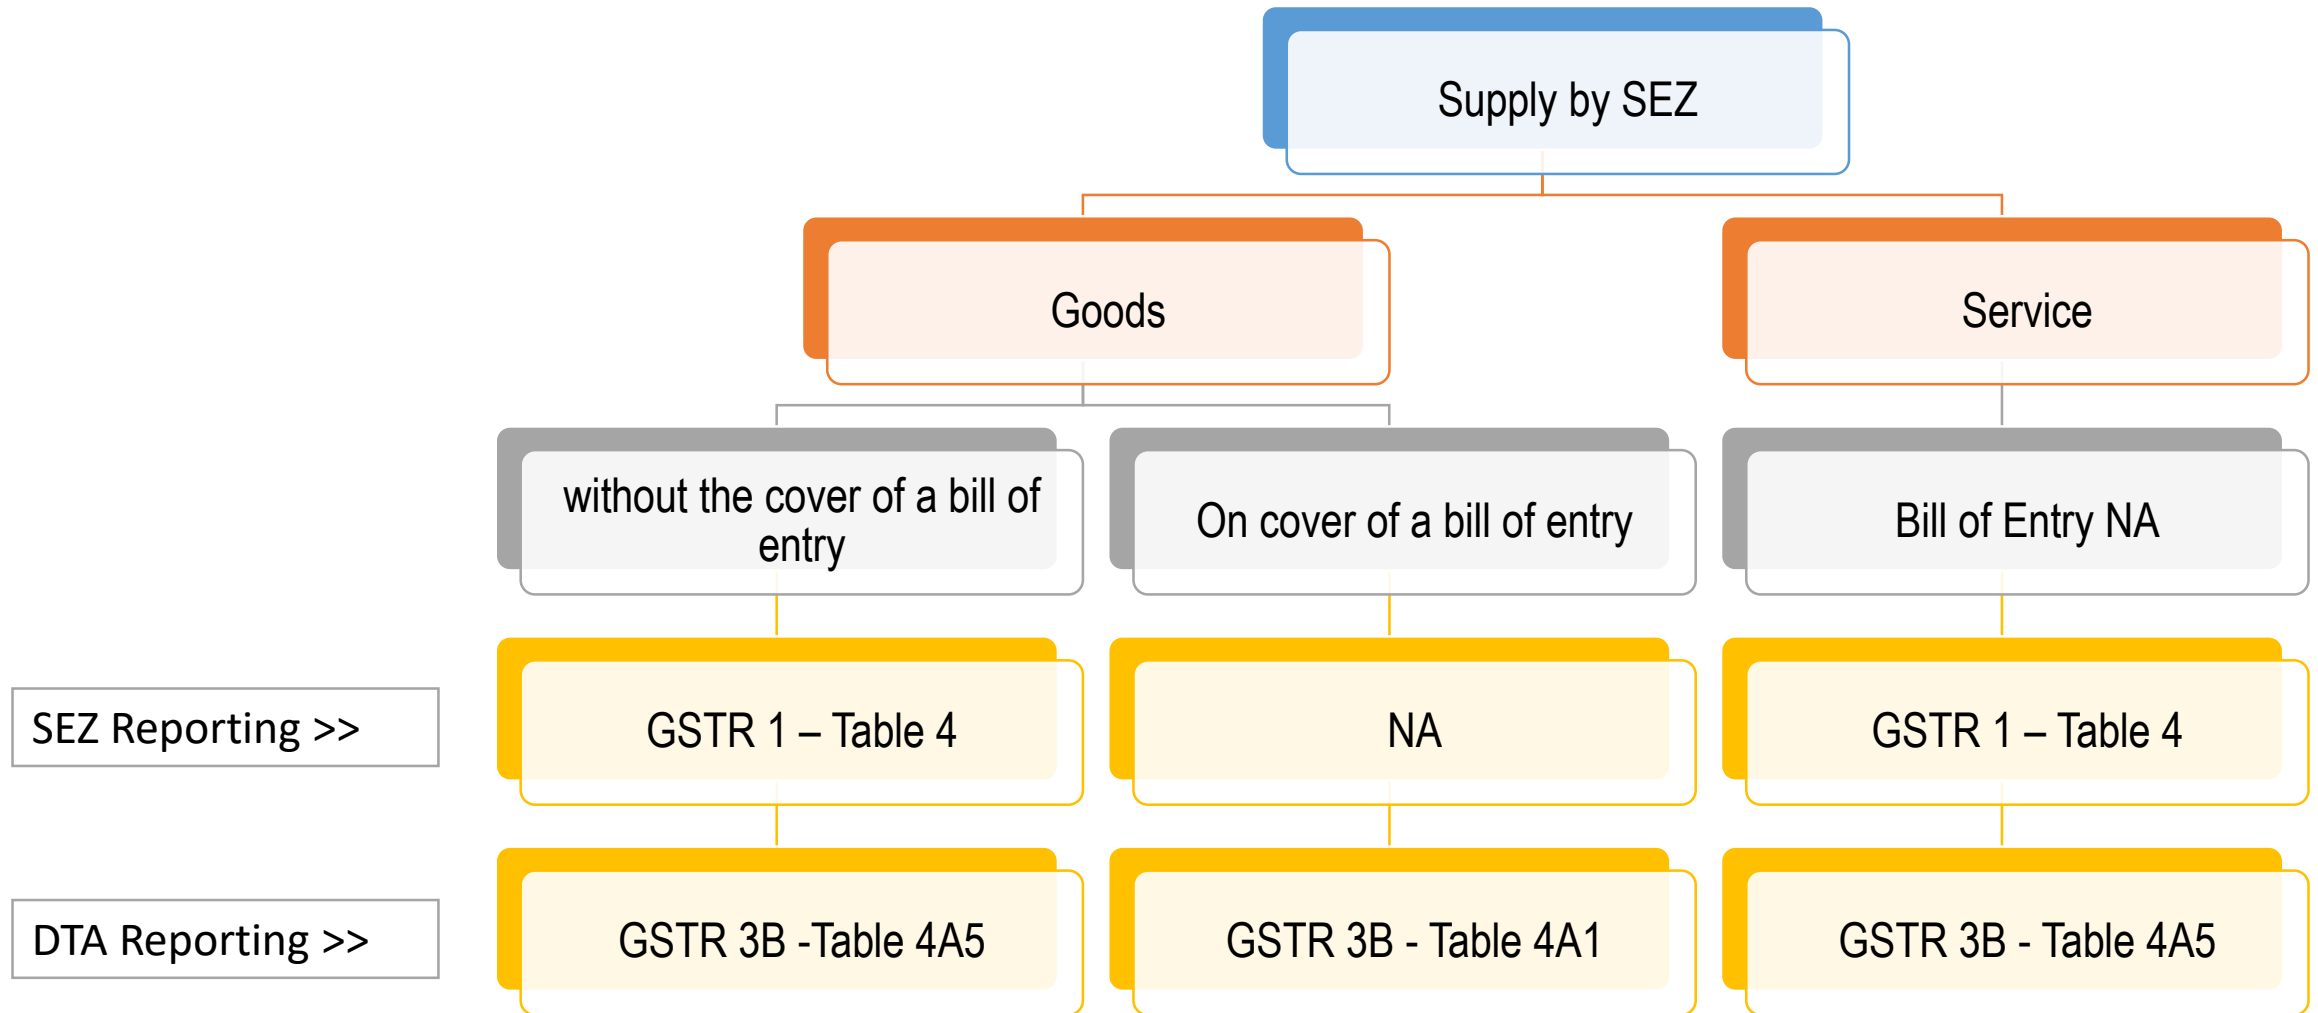 Supply by SEZ
Goods
Service
without the cover of a bill of
entry
On cover of a bill of entry
Bill of Entry NA
SEZ Reporting >>
GSTR 1 – Table 4
NA
GSTR 1 – Table 4
DTA Reporting >>
GSTR 3B -Table 4A5
GSTR 3B - Table 4A1
GSTR 3B - Table 4A5